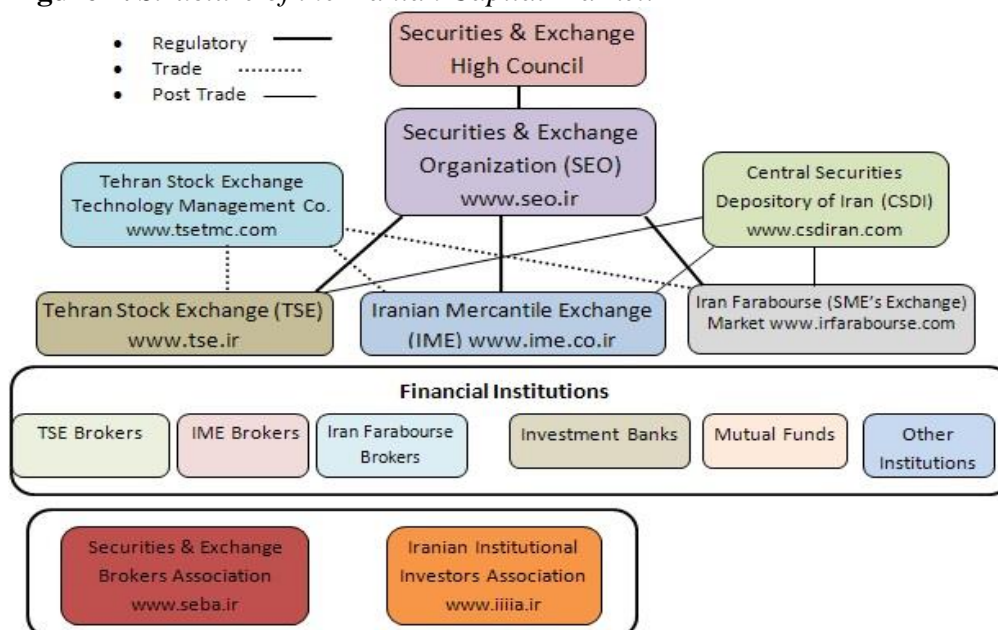 Regulatory
Trade
Post Trade
Securities & Exchange
High Council
Securities & Exchange
Organization (SEO)
www.seo.ir
Tehran Stock Exchange
Technology Management Co.
www.tsetmc.com
Central Securities
Depository of Iran (CSDI)
www.csdiran.com
Tehran Stock Exchange (TSE)
www.tse.ir
Iranian Mercantile Exchange
(IME) www.ime.co.ir
Iran Farabourse (SME's Exchange)
Market www.irfarabourse.com
Financial Institutions
TSE Brokers
IME Brokers
Iran Farabourse
Brokers
Investment Banks
Mutual Funds
Other
Institutions
Securities & Exchange
Brokers Association
www.seba.ir
Iranian Institutional
Investors Association
www.iiiia.ir